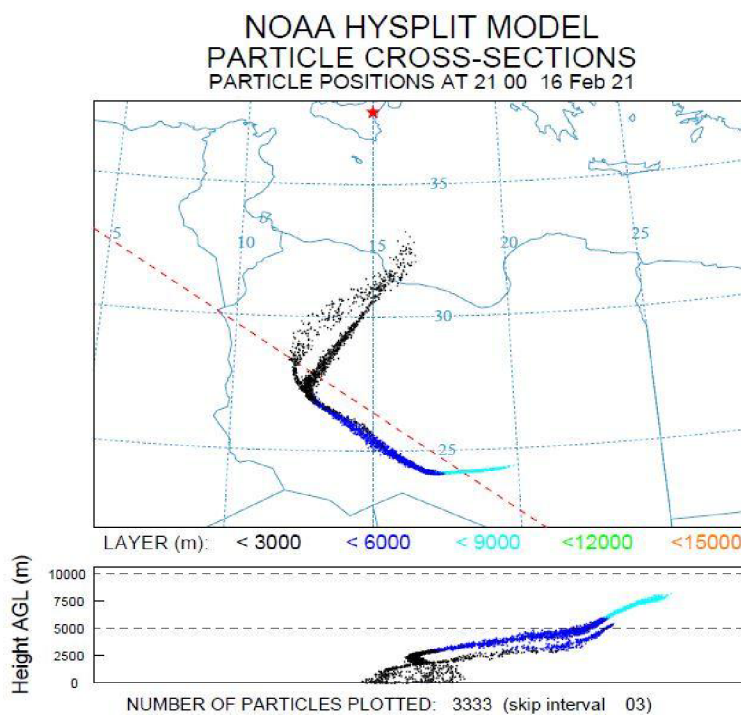 NOAA HYSPLIT MODEL
PARTICLE CROSS-SECTIONS
PARTICLE POSITIONS AT 21 00 16 Feb 21
35
5
10
15
20
25
30
25
LAYER (m): < 3000 < 6000 < 9000 <12000 <15000
Height AGL (m)
10000
7500
5000
2500
0
NUMBER OF PARTICLES PLOTTED: 3333 (skip interval 03)